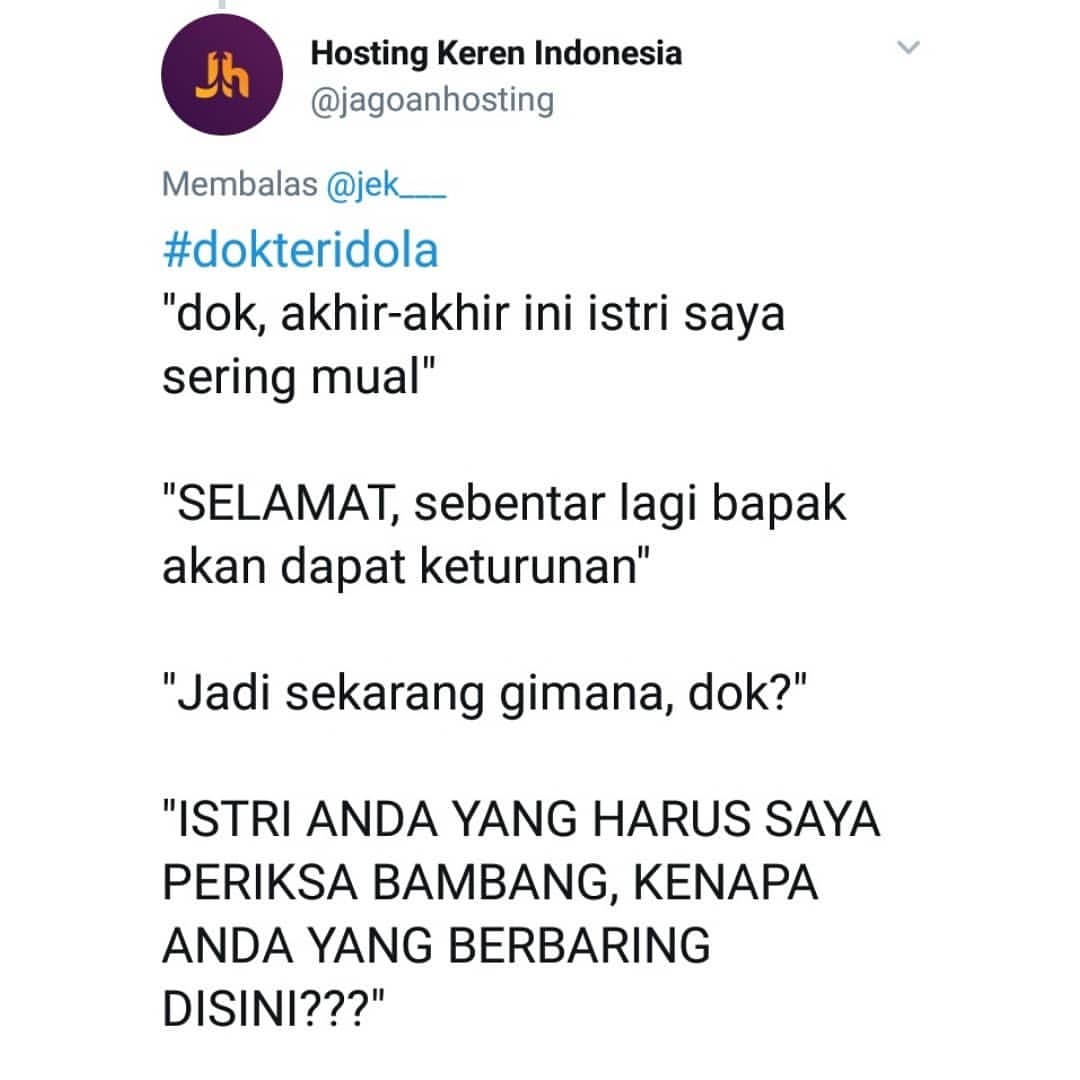 Jh
Hosting Keren Indonesia
@jagoanhosting
Membalas @jek___
#dokteridola
"dok, akhir-akhir ini istri saya
sering mual"
"SELAMAT, sebentar lagi bapak
akan dapat keturunan"
"Jadi sekarang gimana, dok?"
"ISTRI ANDA YANG HARUS SAYA
PERIKSA BAMBANG, KENAPA
ANDA YANG BERBARING
DISINI???"